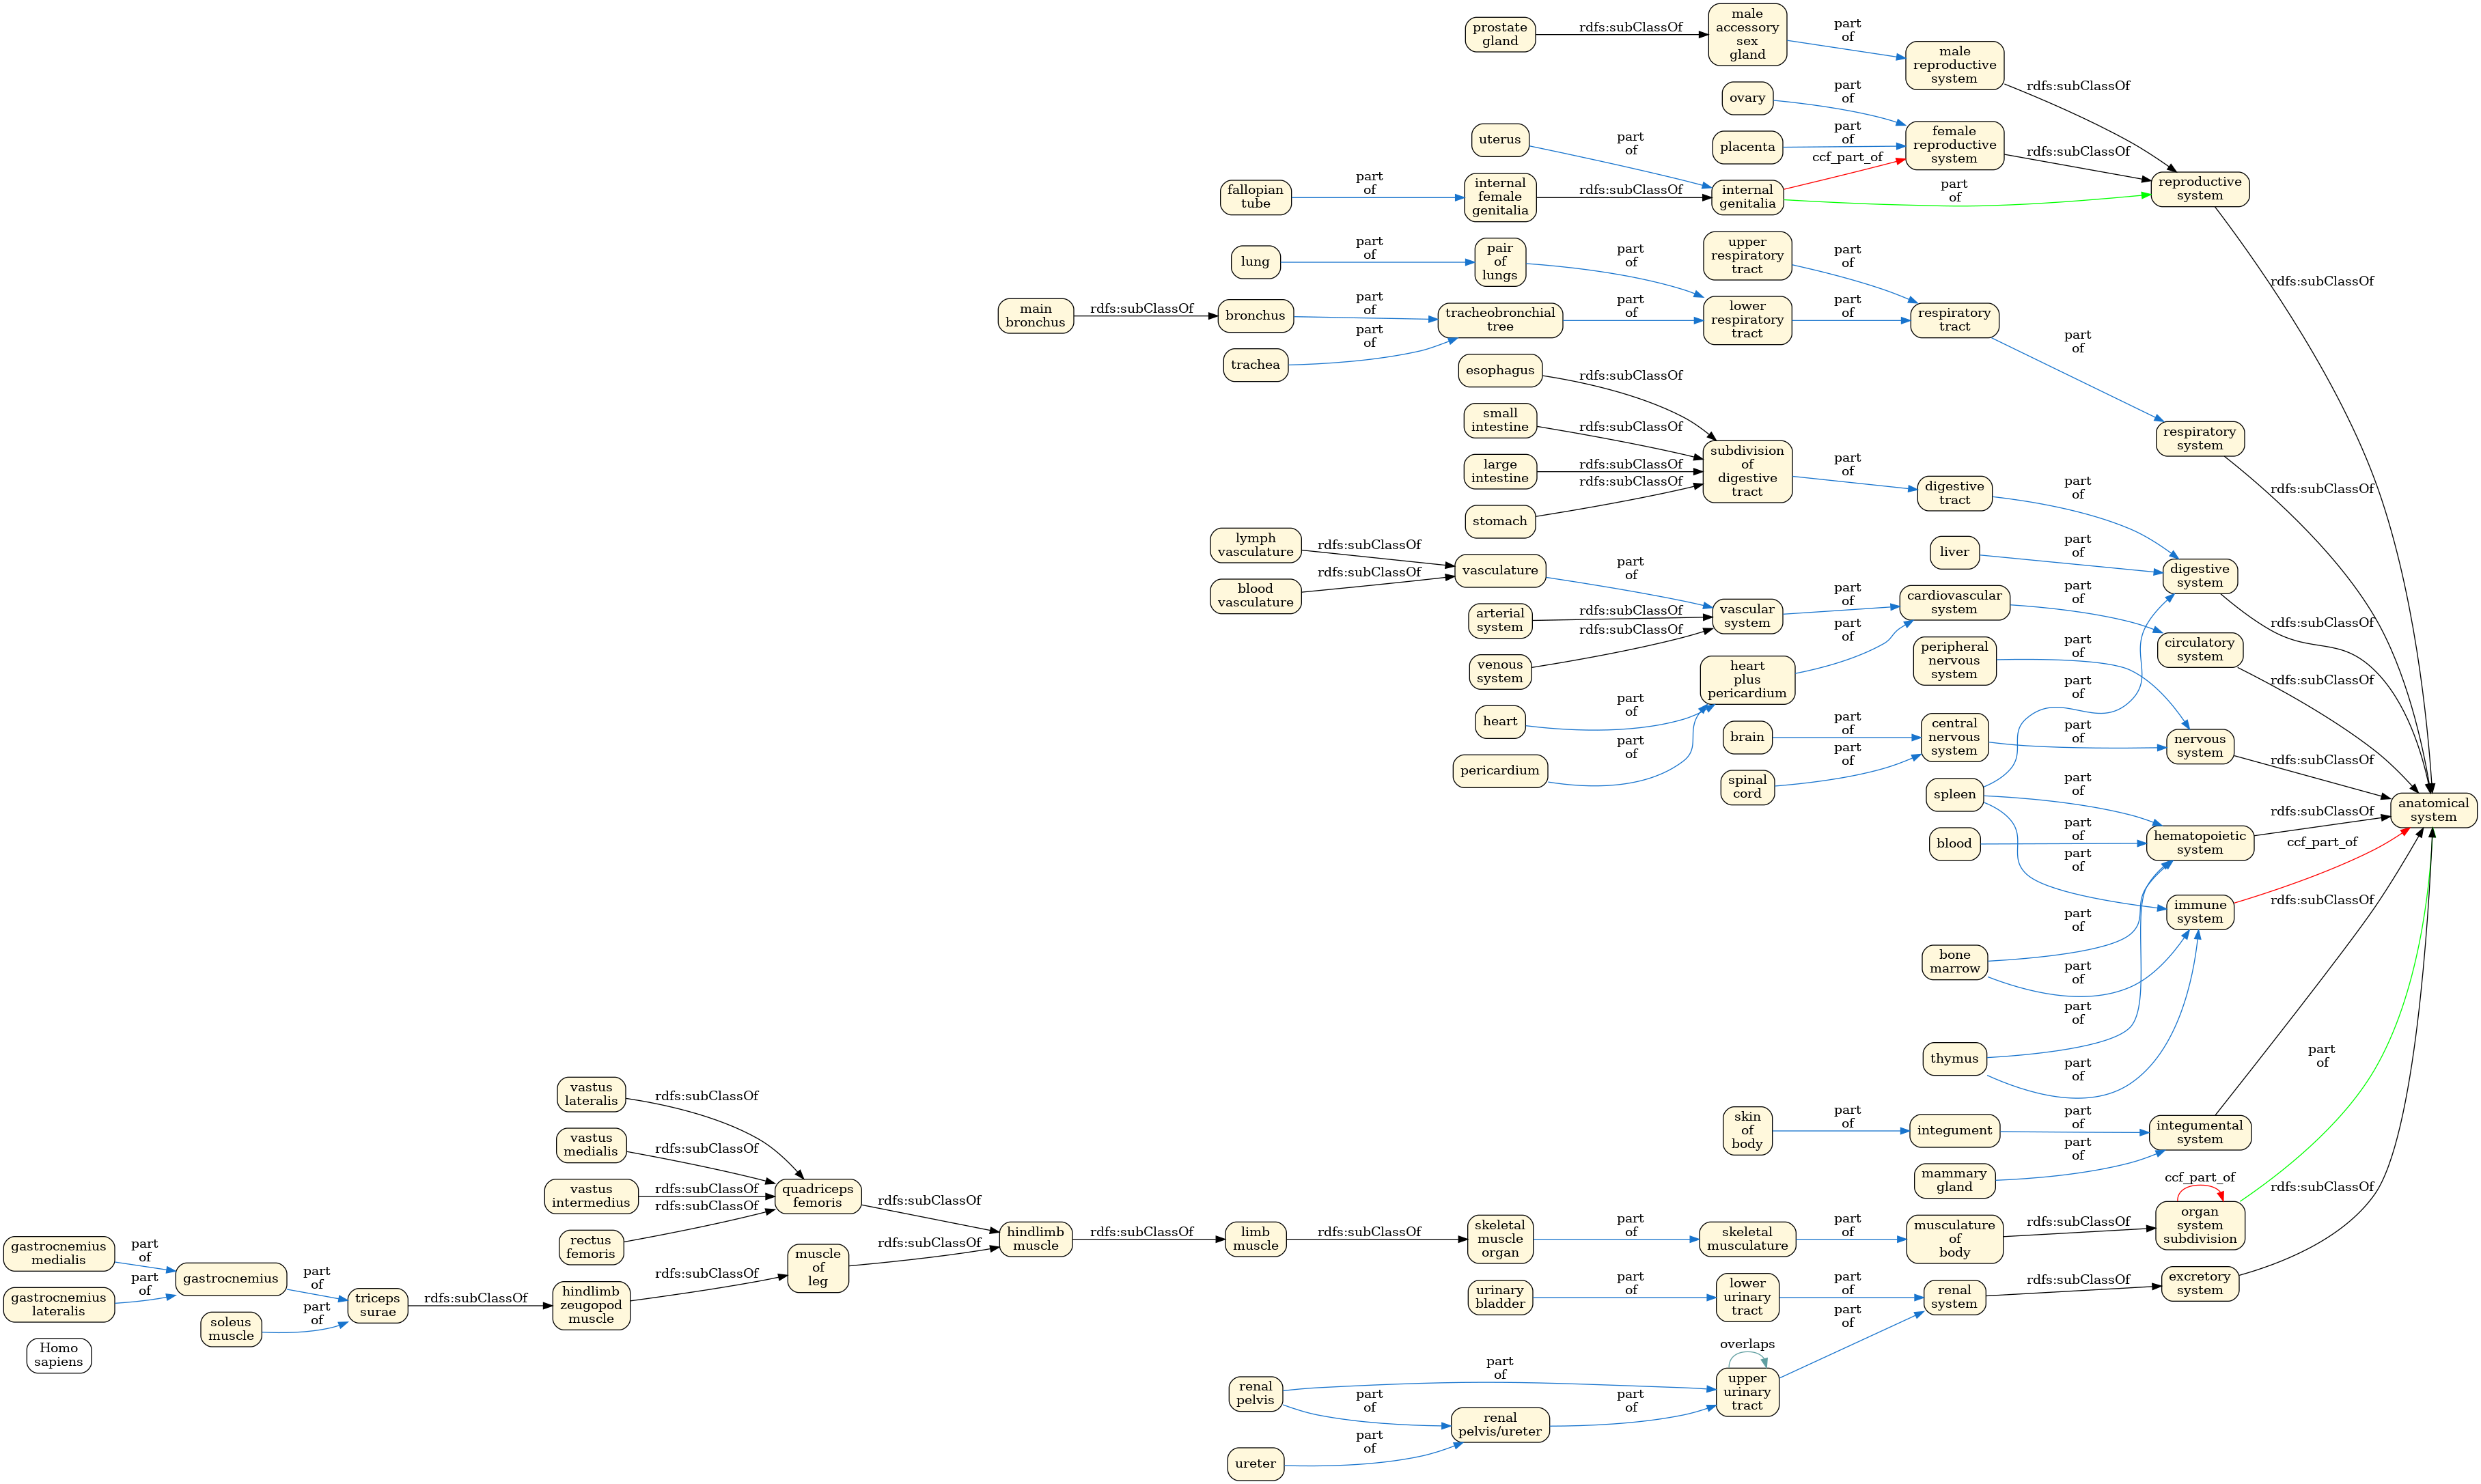 prostate
gland
rdfs:subClassOf
male
accessory
sex
gland
part
of
male
reproductive
system
rdfs:subClassOf
ovary
part
of
placenta
part
of
female
reproductive
system
rdfs:subClassOf
uterus
part
of
ccf_part_of
fallopian
tube
part
of
internal
female
genitalia
rdfs:subClassOf
internal
genitalia
part
of
reproductive
system
rdfs:subClassOf
lung
part
of
pair
of
lungs
part
of
upper
respiratory
tract
part
of
main
bronchus
rdfs:subClassOf
bronchus
part
of
tracheobronchial
tree
part
of
lower
respiratory
tract
part
of
respiratory
tract
part
of
trachea
part
of
esophagus
rdfs:subClassOf
small
intestine
rdfs:subClassOf
large
intestine
rdfs:subClassOf
stomach
rdfs:subClassOf
subdivision
of
digestive
tract
part
of
digestive
tract
part
of
respiratory
system
rdfs:subClassOf
lymph
vasculature
rdfs:subClassOf
blood
vasculature
rdfs:subClassOf
vasculature
part
of
liver
part
of
digestive
system
rdfs:subClassOf
arterial
system
rdfs:subClassOf
venous
system
rdfs:subClassOf
vascular
system
part
of
cardiovascular
system
part
of
circulatory
system
rdfs:subClassOf
heart
part
of
pericardium
part
of
heart
plus
pericardium
part
of
peripheral
nervous
system
part
of
brain
part
of
spinal
cord
part
of
central
nervous
system
part
of
nervous
system
rdfs:subClassOf
spleen
part
of
part
of
part
of
blood
part
of
hematopoietic
system
rdfs:subClassOf
anatomical
system
ccf_part_of
immune
system
bone
marrow
part
of
part
of
thymus
part
of
part
of
rdfs:subClassOf
skin
of
body
part
of
integument
part
of
integumental
system
mammary
gland
part
of
part
of
vastus
lateralis
rdfs:subClassOf
vastus
medialis
rdfs:subClassOf
vastus
intermedius
rdfs:subClassOf
rectus
femoris
rdfs:subClassOf
quadriceps
femoris
rdfs:subClassOf
gastrocnemius
medialis
part
of
gastrocnemius
lateralis
part
of
gastrocnemius
part
of
soleus
muscle
part
of
triceps
surae
rdfs:subClassOf
hindlimb
zeugopod
muscle
rdfs:subClassOf
muscle
of
leg
rdfs:subClassOf
hindlimb
muscle
rdfs:subClassOf
limb
muscle
rdfs:subClassOf
skeletal
muscle
organ
part
of
skeletal
musculature
part
of
musculature
of
body
rdfs:subClassOf
ccf_part_of
organ
system
subdivision
rdfs:subClassOf
urinary
bladder
part
of
lower
urinary
tract
part
of
renal
system
rdfs:subClassOf
excretory
system
Homo
sapiens
overlaps
renal
pelvis
part
of
part
of
upper
urinary
tract
part
of
renal
pelvis/ureter
part
of
ureter
part
of